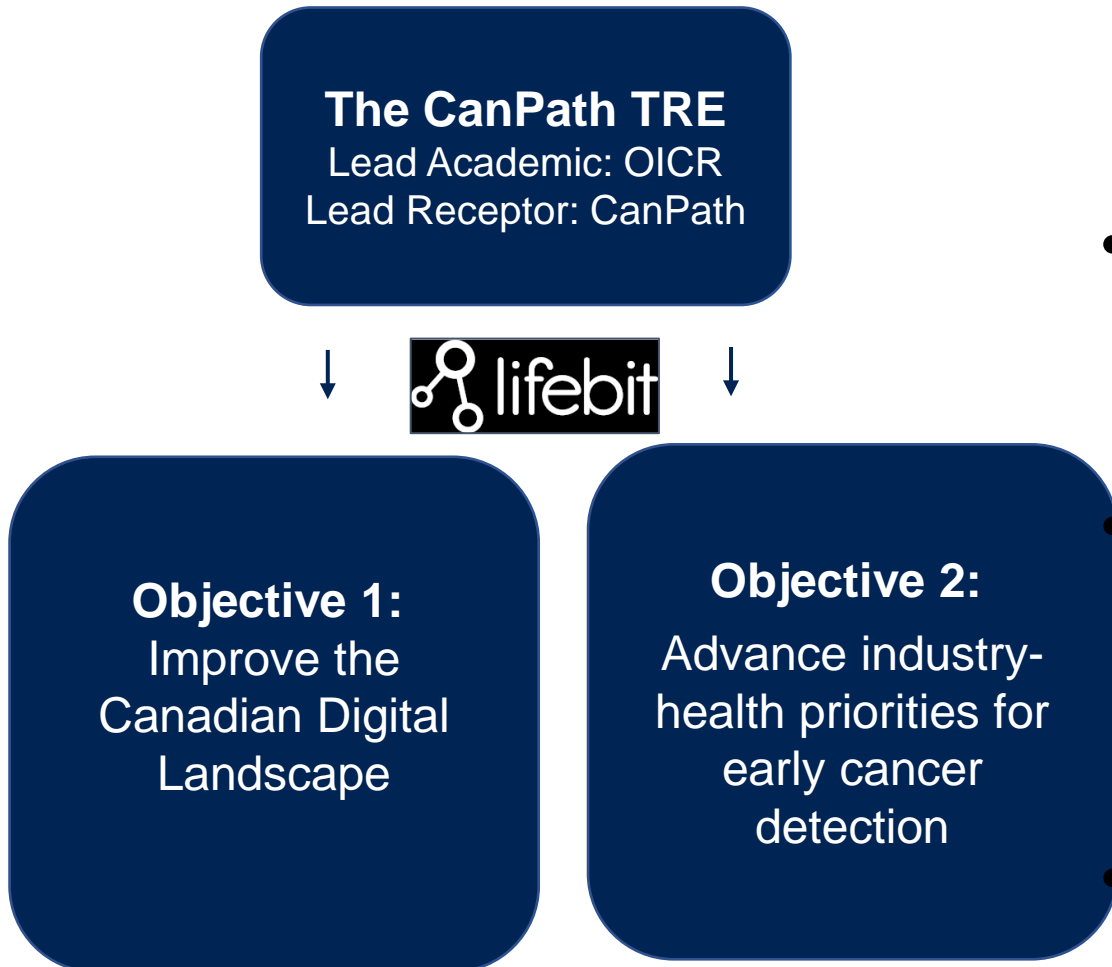 The CanPath TRE
Lead Academic: OICR
Lead Receptor: CanPath
lifebit
Objective 1:
Improve the
Canadian Digital
Landscape
Objective 2:
Advance industry-
health priorities for
early cancer
detection